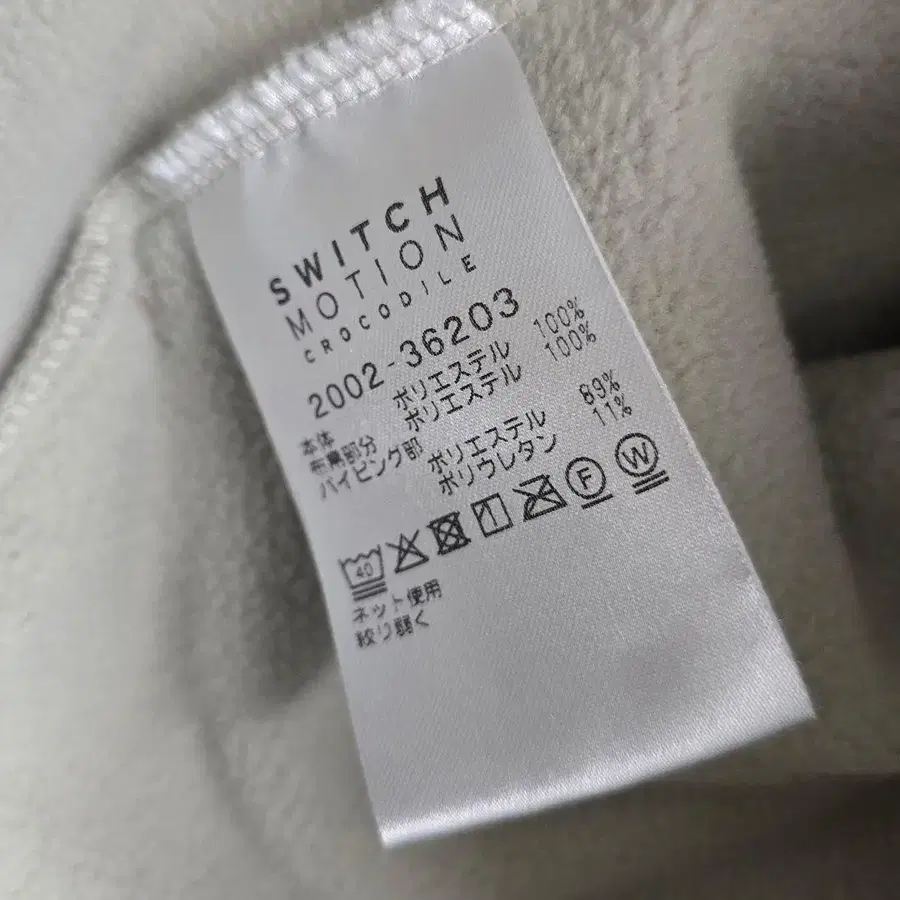 SWITCH
MOTION
CROCODILE
2002-36203
本体 ポリエステル 100%
布帛部分 ポリエステル 100%
パイピング部 ポリエステル 89%
ポリウレタン 11%
40 F W
ネット使用
絞り弱く